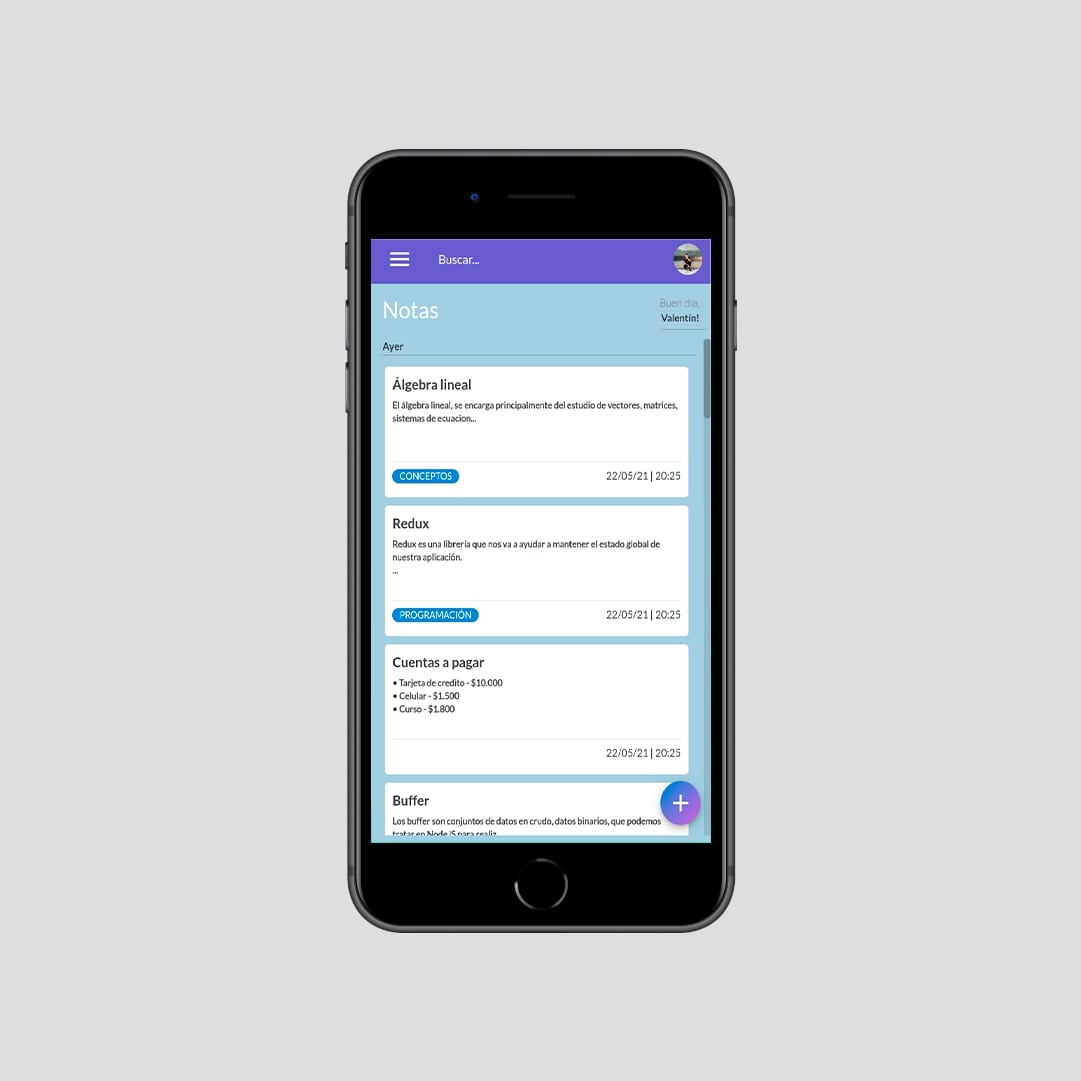 Buscar...
Notas
Buen día,
Valentín!
Ayer
Álgebra lineal
El álgebra lineal, se encarga principalmente del estudio de vectores, matrices,
sistemas de ecuacion...
CONCEPTOS
22/05/21 | 20:25
Redux
Redux es una librería que nos va a ayudar a mantener el estado global de
nuestra aplicación.
...
PROGRAMACIÓN
22/05/21 | 20:25
Cuentas a pagar
• Tarjeta de credito - $10.000
• Celular - $1.500
• Curso - $1.800
22/05/21 | 20:25
+
Buffer
Los buffer son conjuntos de datos en crudo, datos binarios, que podemos
tratar en Node JS para realiz...